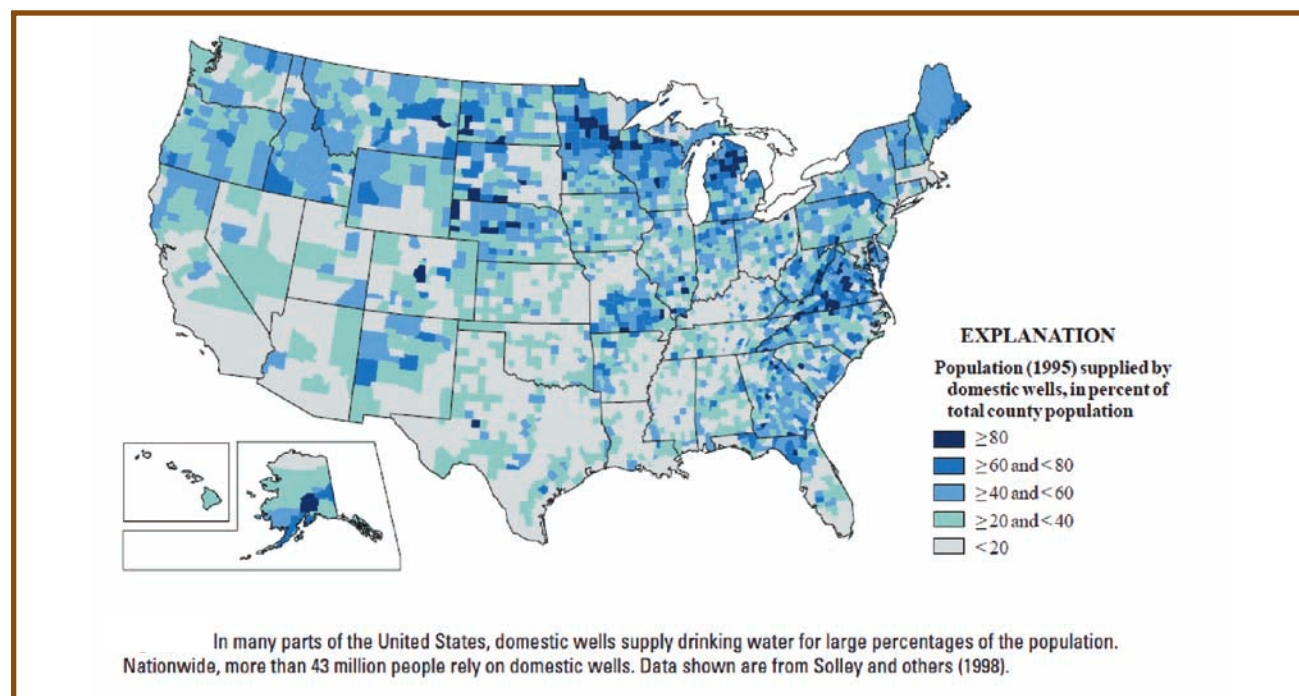 EXPLANATION
Population (1995) supplied by
domestic wells, in percent of
total county population
≥80
≥60 and <80
≥40 and <60
≥20 and <40
<20
In many parts of the United States, domestic wells supply drinking water for large percentages of the population.
Nationwide, more than 43 million people rely on domestic wells. Data shown are from Solley and others (1998).